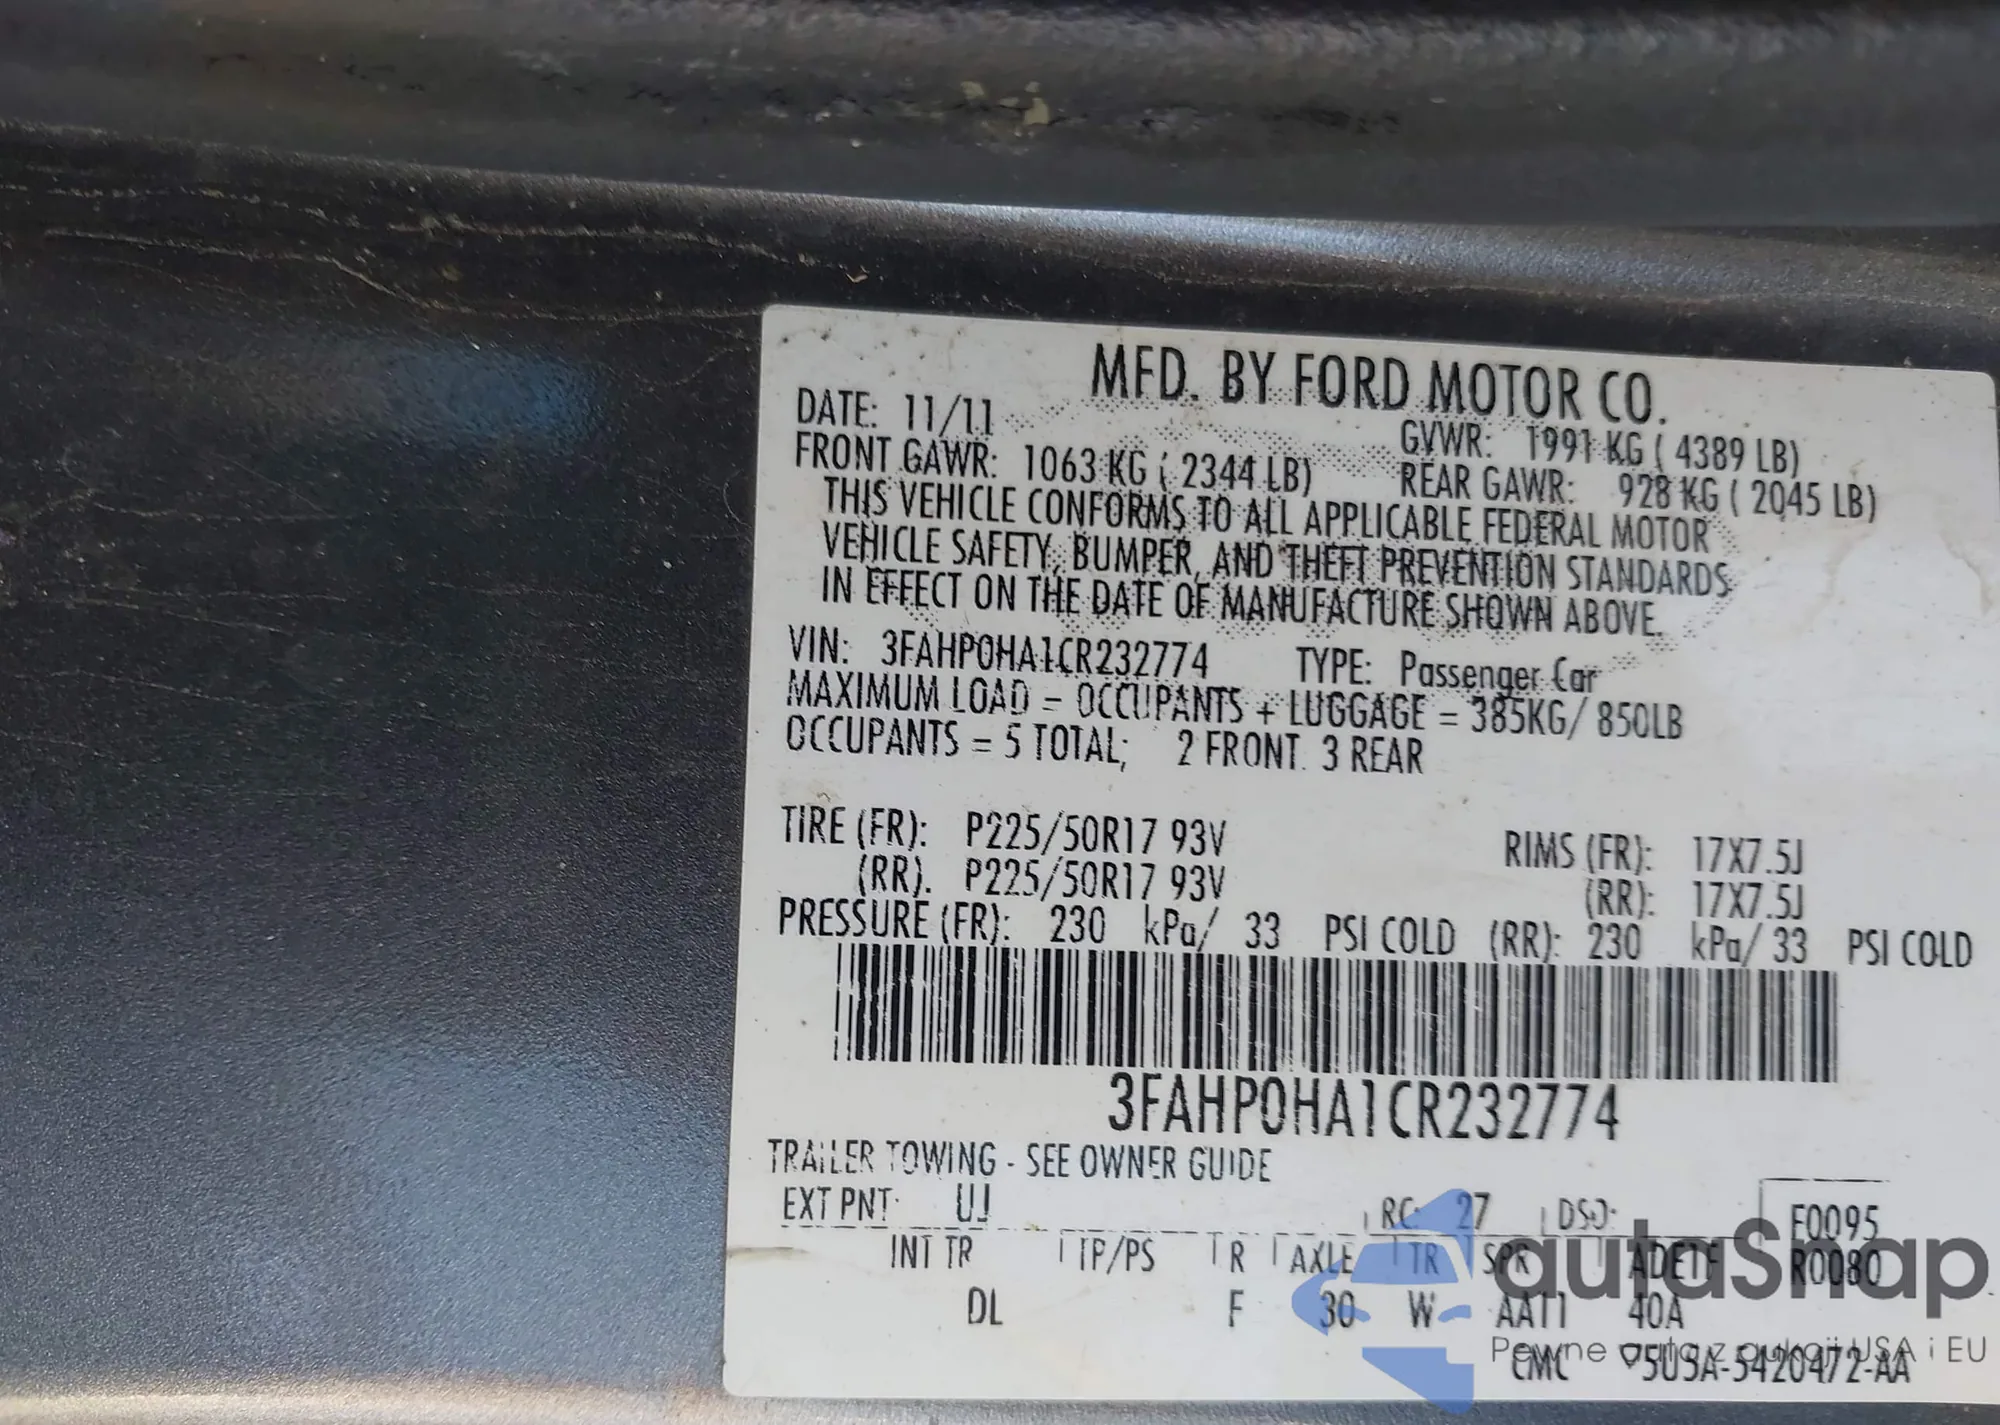 MFD. BY FORD MOTOR CO.
DATE: 11/11
GVWR: 1991 KG ( 4389 LB)
FRONT GAWR: 1063 KG ( 2344 LB)
REAR GAWR: 928 KG ( 2045 LB)
THIS VEHICLE CONFORMS TO ALL APPLICABLE FEDERAL MOTOR
VEHICLE SAFETY, BUMPER, AND THEFT PREVENTION STANDARDS
IN EFFECT ON THE DATE OF MANUFACTURE SHOWN ABOVE.
VIN: 3FAHP0HA1CR232774 TYPE: Passenger Car
MAXIMUM LOAD = OCCUPANTS + LUGGAGE = 385KG/ 850LB
OCCUPANTS = 5 TOTAL; 2 FRONT 3 REAR
TIRE (FR): P225/50R17 93V RIMS (FR): 17X7.5J
(RR): P225/50R17 93V (RR): 17X7.5J
PRESSURE (FR): 230 kPa/ 33 PSI COLD (RR): 230 kPa/ 33 PSI COLD
3FAHP0HA1CR232774
TRAILER TOWING - SEE OWNER GUIDE
EXT PNT: UJ RC: 27 DSO: F0095
INT TR TP/PS R AXLE TR SPR R0080
DL F 30 W AA11 40A
autaSnap
Pewne auta z aukcji USA i EU